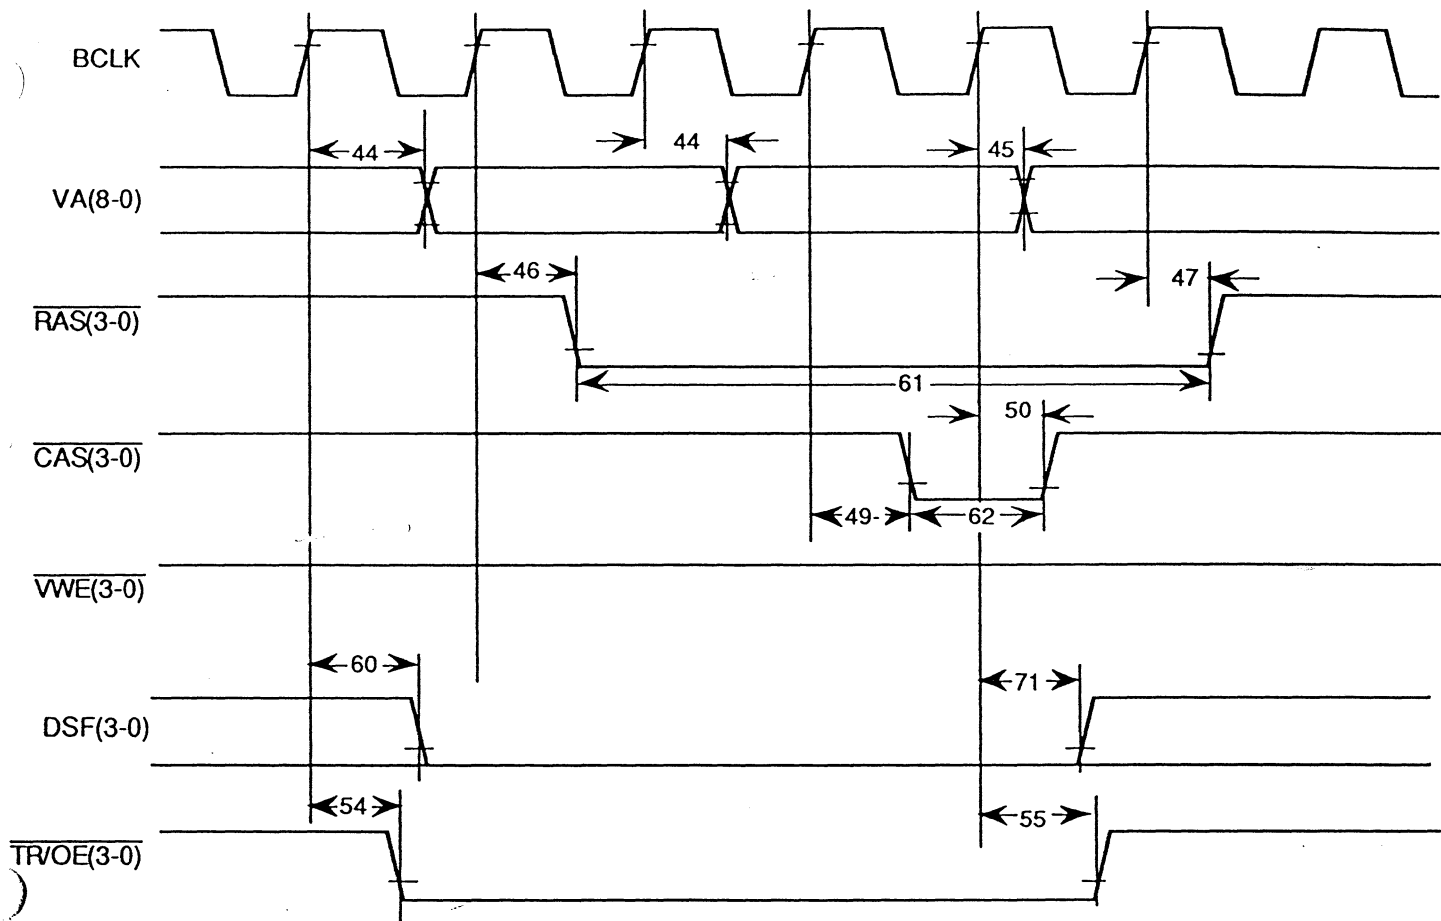 BCLK
44 44 45
VA(8-0)
46 47
RAS(3-0)
61
50
CAS(3-0)
49- 62
VWE(3-0)
60 71
DSF(3-0)
54 55
TR/OE(3-0)